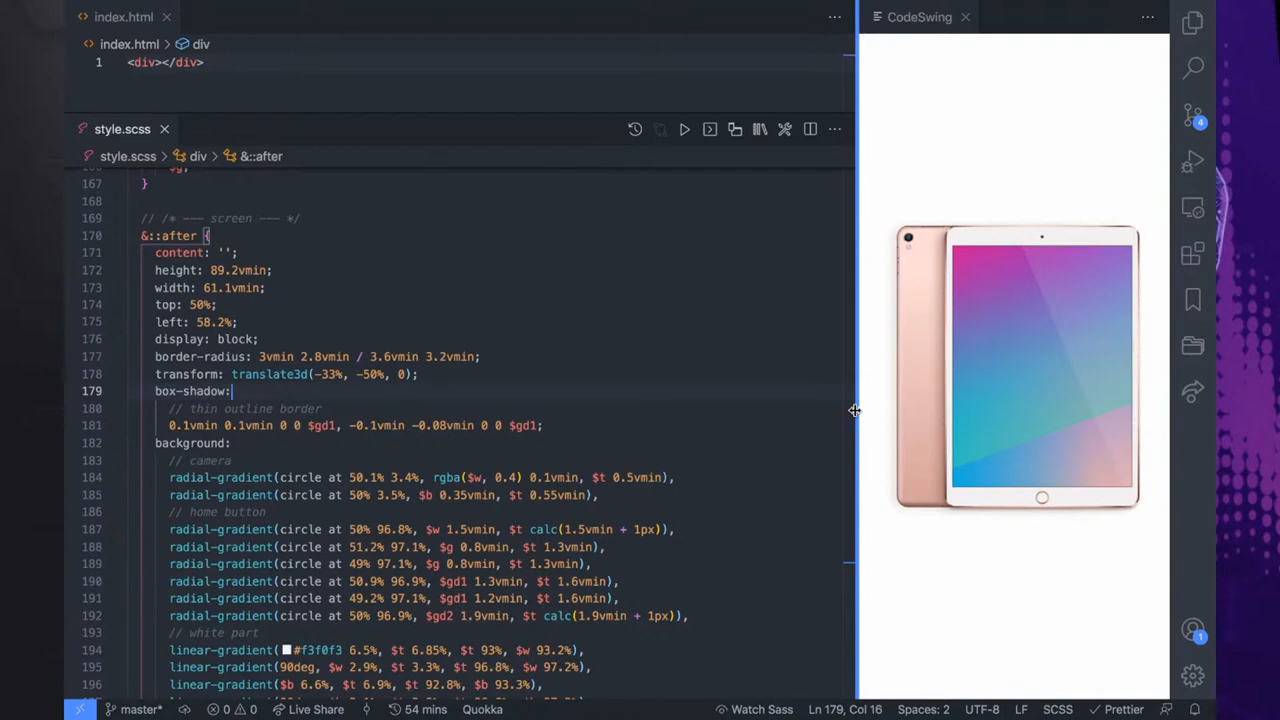 index.html
index.html > div
1 <div></div>
style.scss
style.scss > div > &::after
$g;
167 }
168
169 // /* --- screen --- */
170 &::after {
171 content: '';
172 height: 89.2vmin;
173 width: 61.1vmin;
174 top: 50%;
175 left: 58.2%;
176 display: block;
177 border-radius: 3vmin 2.8vmin / 3.6vmin 3.2vmin;
178 transform: translate3d(-33%, -50%, 0);
179 box-shadow:
180 // thin outline border
181 0.1vmin 0.1vmin 0 0 $gd1, -0.1vmin -0.08vmin 0 0 $gd1;
182 background:
183 // camera
184 radial-gradient(circle at 50.1% 3.4%, rgba($w, 0.4) 0.1vmin, $t 0.5vmin),
185 radial-gradient(circle at 50% 3.5%, $b 0.35vmin, $t 0.55vmin),
186 // home button
187 radial-gradient(circle at 50% 96.8%, $w 1.5vmin, $t calc(1.5vmin + 1px)),
188 radial-gradient(circle at 51.2% 97.1%, $g 0.8vmin, $t 1.3vmin),
189 radial-gradient(circle at 49% 97.1%, $g 0.8vmin, $t 1.3vmin),
190 radial-gradient(circle at 50.9% 96.9%, $gd1 1.3vmin, $t 1.6vmin),
191 radial-gradient(circle at 49.2% 97.1%, $gd1 1.2vmin, $t 1.6vmin),
192 radial-gradient(circle at 50% 96.9%, $gd2 1.9vmin, $t calc(1.9vmin + 1px)),
193 // white part
194 linear-gradient(#f3f0f3 6.5%, $t 6.85%, $t 93%, $w 93.2%),
195 linear-gradient(90deg, $w 2.9%, $t 3.3%, $t 96.8%, $w 97.2%),
196 linear-gradient($b 6.6%, $t 6.9%, $t 92.8%, $b 93.3%),
CodeSwing
4
1
master* 0 0 Live Share 54 mins Quokka Watch Sass Ln 179, Col 16 Spaces: 2 UTF-8 LF SCSS Prettier